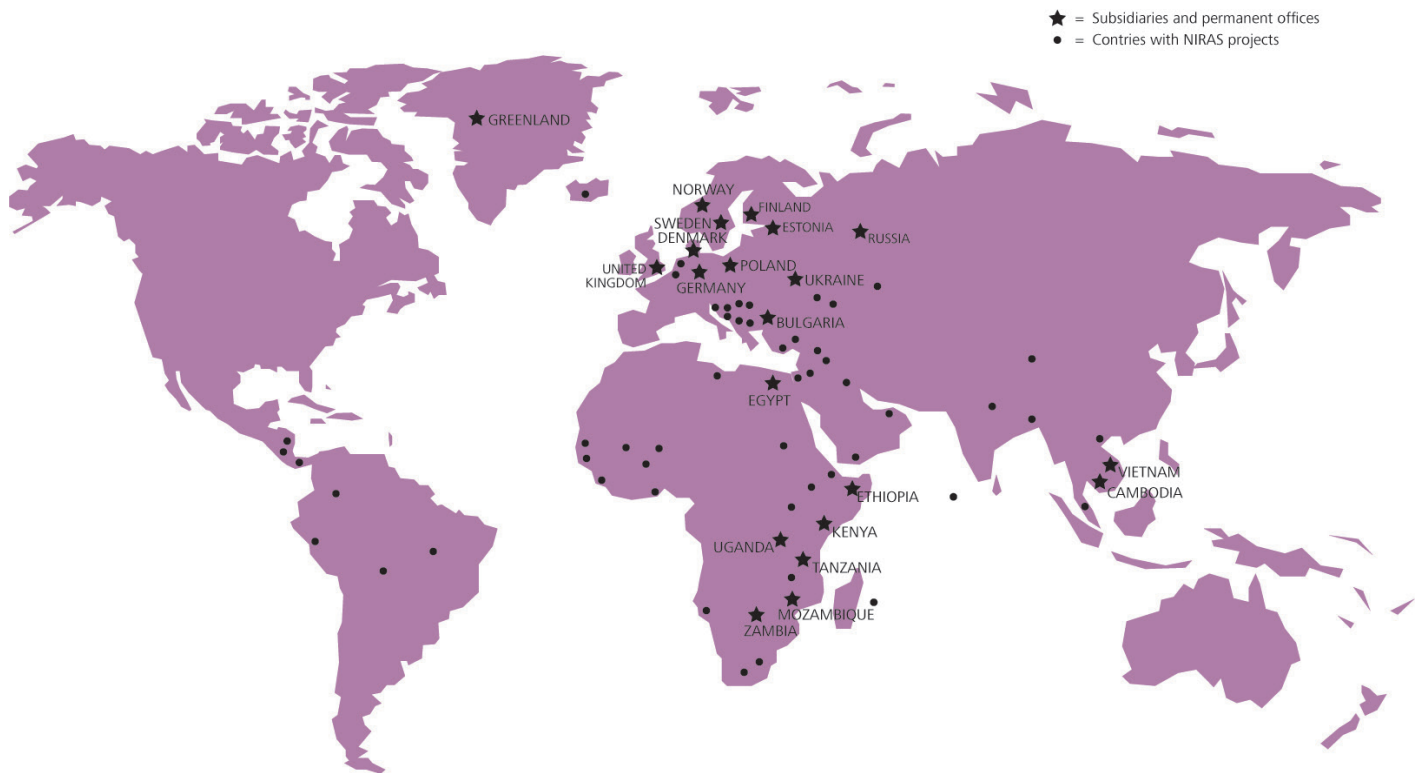 = Subsidiaries and permanent offices
= Contries with NIRAS projects
GREENLAND
NORWAY
FINLAND
SWEDEN
ESTONIA
DENMARK
RUSSIA
UNITED
KINGDOM
POLAND
GERMANY
UKRAINE
BULGARIA
EGYPT
VIETNAM
CAMBODIA
ETHIOPIA
KENYA
UGANDA
TANZANIA
MOZAMBIQUE
ZAMBIA